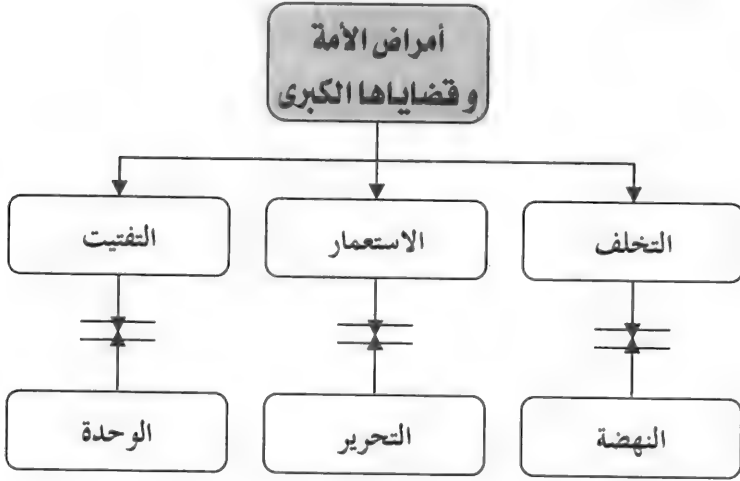 أمراض الأمة
وقضاياها الكبرى
التخلف
الاستعمار
التفتيت
النهضة
التحرير
الوحدة